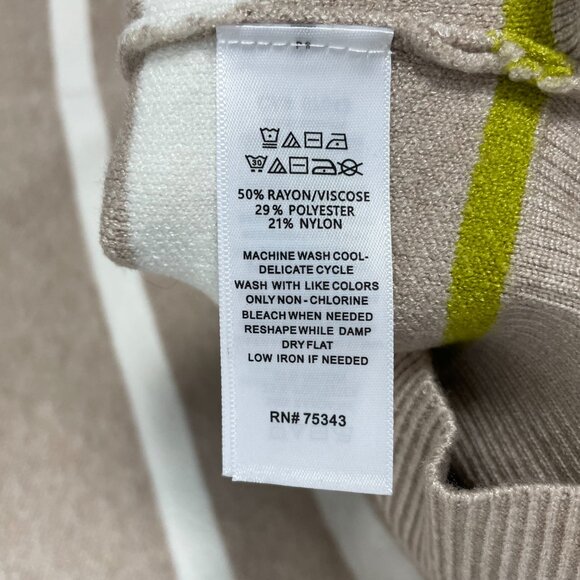 30
50% RAYON/VISCOSE
29% POLYESTER
21% NYLON
MACHINE WASH COOL-
DELICATE CYCLE
WASH WITH LIKE COLORS
ONLY NON - CHLORINE
BLEACH WHEN NEEDED
RESHAPE WHILE DAMP
DRY FLAT
LOW IRON IF NEEDED
RN# 75343